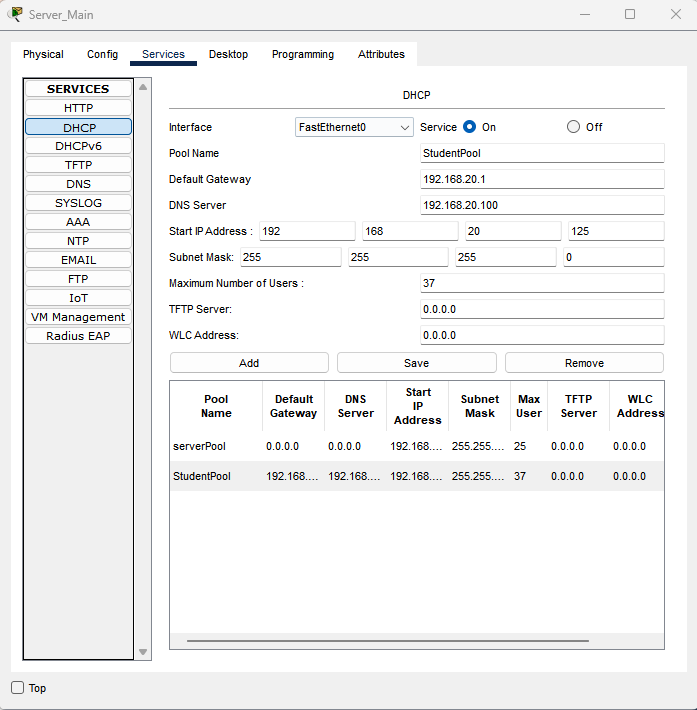 Server_Main
Physical Config Services Desktop Programming Attributes
SERVICES
HTTP
DHCP
DHCPv6
TFTP
DNS
SYSLOG
AAA
NTP
EMAIL
FTP
IoT
VM Management
Radius EAP
DHCP
Interface FastEthernet0 Service On Off
Pool Name StudentPool
Default Gateway 192.168.20.1
DNS Server 192.168.20.100
Start IP Address : 192 168 20 125
Subnet Mask: 255 255 255 0
Maximum Number of Users : 37
TFTP Server: 0.0.0.0
WLC Address: 0.0.0.0
Add Save Remove
Pool Name Default Gateway DNS Server Start IP Address Subnet Mask Max User TFTP Server WLC Address
serverPool 0.0.0.0 0.0.0.0 192.168.... 255.255.... 25 0.0.0.0 0.0.0.0
StudentPool 192.168.... 192.168.... 192.168.... 255.255.... 37 0.0.0.0 0.0.0.0
Top